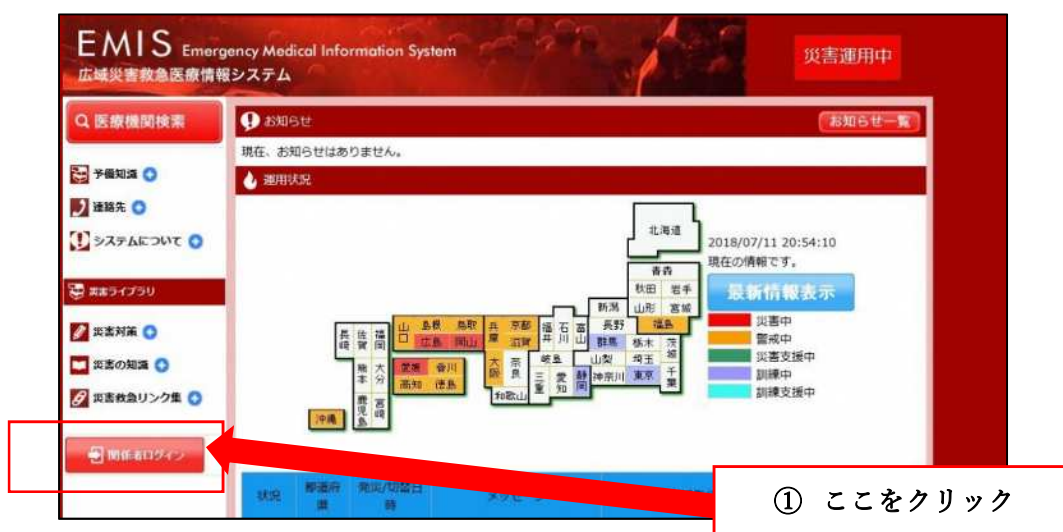 EMIS Emergency Medical Information System
広域災害救急医療情報システム
災害運用中
医療機関検索
予備知識
連絡先
システムについて
災害ライブラリ
災害対策
災害の知識
災害救急リンク集
関係者ログイン
お知らせ
お知らせ一覧
現在、お知らせはありません。
運用状況
北海道
青森
秋田 岩手
山形 宮城
福島
新潟
長野
群馬 栃木 茨城
山梨 埼玉 千葉
神奈川 東京
富山
石川
福井
岐阜
静岡
愛知
三重
京都
滋賀
兵庫
大阪
奈良
和歌山
島根 鳥取
山口
広島 岡山
愛媛 香川
高知 徳島
福岡
佐賀
長崎
大分
熊本
宮崎
鹿児島
沖縄
2018/07/11 20:54:10
現在の情報です。
最新情報表示
災害中
警戒中
災害支援中
訓練中
訓練支援中
状況
都道府県
発災/切替日時
① ここをクリック